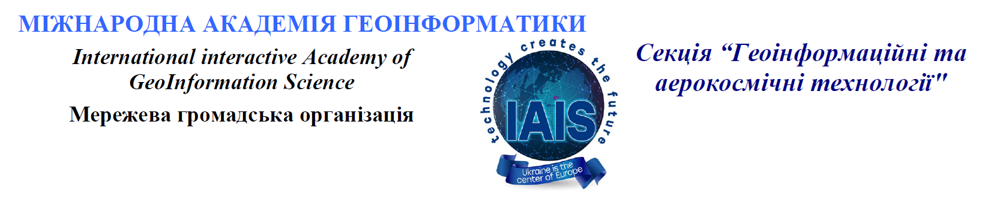 МІЖНАРОДНА АКАДЕМІЯ ГЕОІНФОРМАТИКИ
International interactive Academy of
GeoInformation Science
Мережева громадська організація
technology creates the future
IAIS
Ukraine is the
center of Europe
Секція “Геоінформаційні та
аерокосмічні технології"